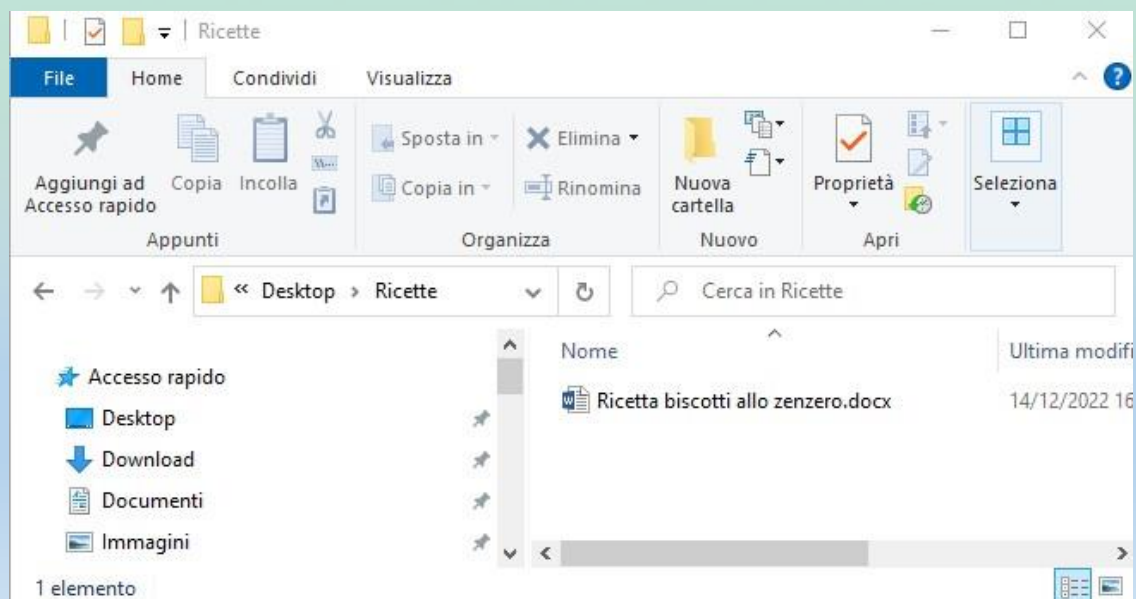 Ricette
File Home Condividi Visualizza
Aggiungi ad Accesso rapido
Copia
Incolla
Sposta in
Copia in
Elimina
Rinomina
Nuova cartella
Proprietà
Seleziona
Appunti Organizza Nuovo Apri
« Desktop › Ricette
Cerca in Ricette
Nome Ultima modifi
Accesso rapido
Ricetta biscotti allo zenzero.docx 14/12/2022 16
Desktop
Download
Documenti
Immagini
1 elemento